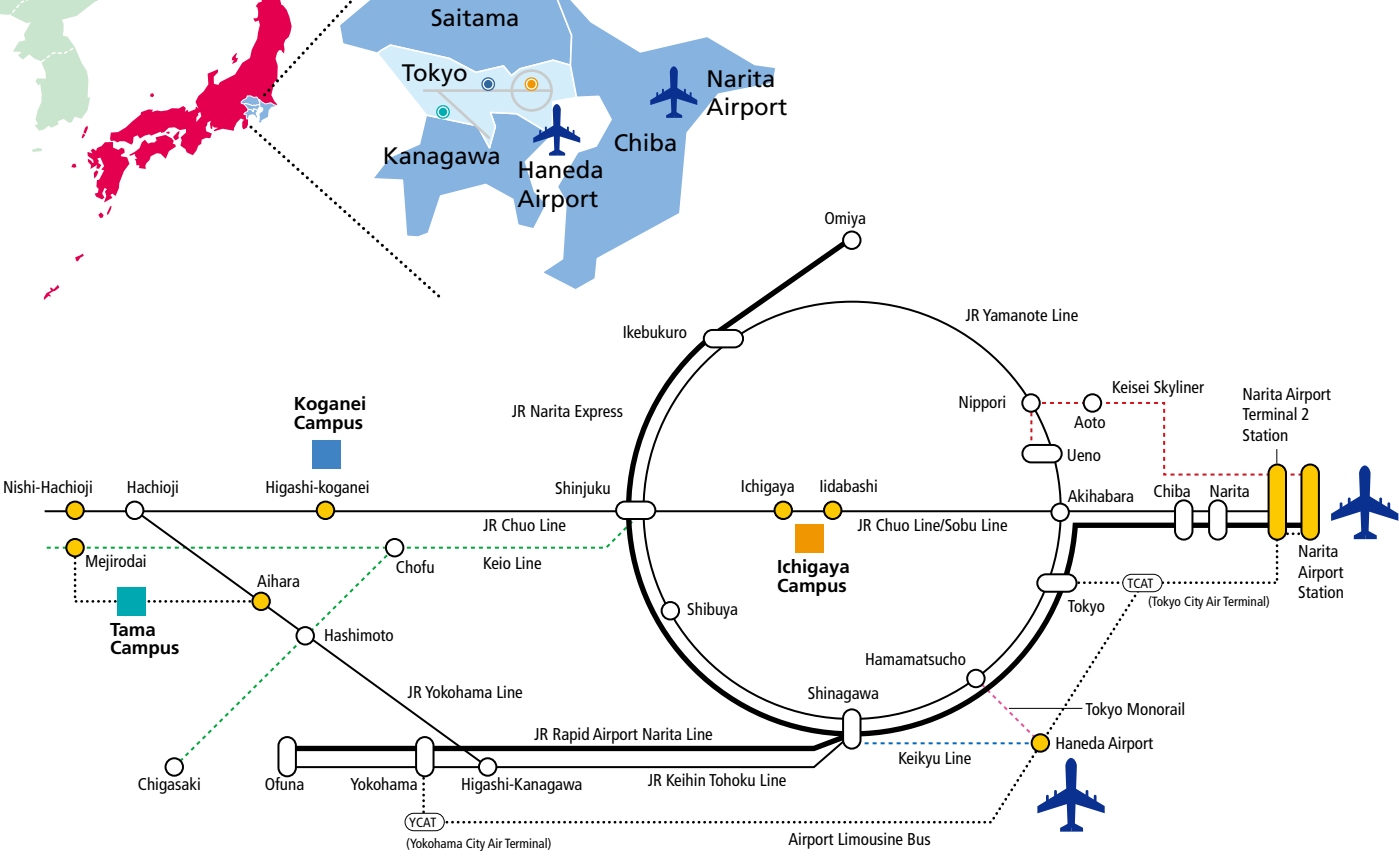 Saitama
Tokyo
Narita
Airport
Chiba
Kanagawa
Haneda
Airport
Omiya
JR Yamanote Line
Ikebukuro
Keisei Skyliner
Narita Airport
Terminal 2
Station
Koganei
Campus
JR Narita Express
Nippori
Aoto
Ueno
Nishi-Hachioji
Hachioji
Higashi-koganei
Shinjuku
Ichigaya
Iidabashi
Akihabara
Chiba
Narita
JR Chuo Line
JR Chuo Line/Sobu Line
Mejirodai
Chofu
Keio Line
Ichigaya
Campus
Narita
Airport
Station
Aihara
TCAT
(Tokyo City Air Terminal)
Tokyo
Shibuya
Tama
Campus
Hashimoto
Hamamatsucho
JR Yokohama Line
Shinagawa
Tokyo Monorail
JR Rapid Airport Narita Line
Haneda Airport
Keikyu Line
Chigasaki
Ofuna
Yokohama
Higashi-Kanagawa
JR Keihin Tohoku Line
YCAT
(Yokohama City Air Terminal)
Airport Limousine Bus